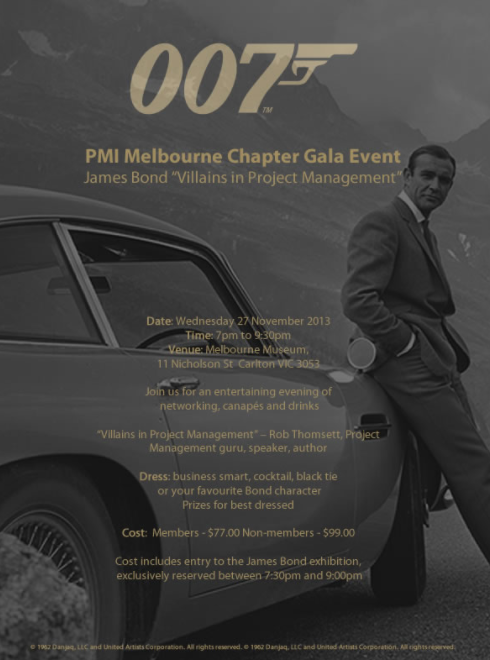 007
TM
PMI Melbourne Chapter Gala Event
James Bond “Villains in Project Management”
Date: Wednesday 27 November 2013
Time: 7pm to 9:30pm
Venue: Melbourne Museum,
11 Nicholson St Carlton VIC 3053
Join us for an entertaining evening of
networking, canapés and drinks
“Villains in Project Management” – Rob Thomsett, Project
Management guru, speaker, author
Dress: business smart, cocktail, black tie
or your favourite Bond character
Prizes for best dressed
Cost: Members - $77.00 Non-members - $99.00
Cost includes entry to the James Bond exhibition,
exclusively reserved between 7:30pm and 9:00pm
© 1962 Danjaq, LLC and United Artists Corporation. All rights reserved. © 1962 Danjaq, LLC and United Artists Corporation. All rights reserved.